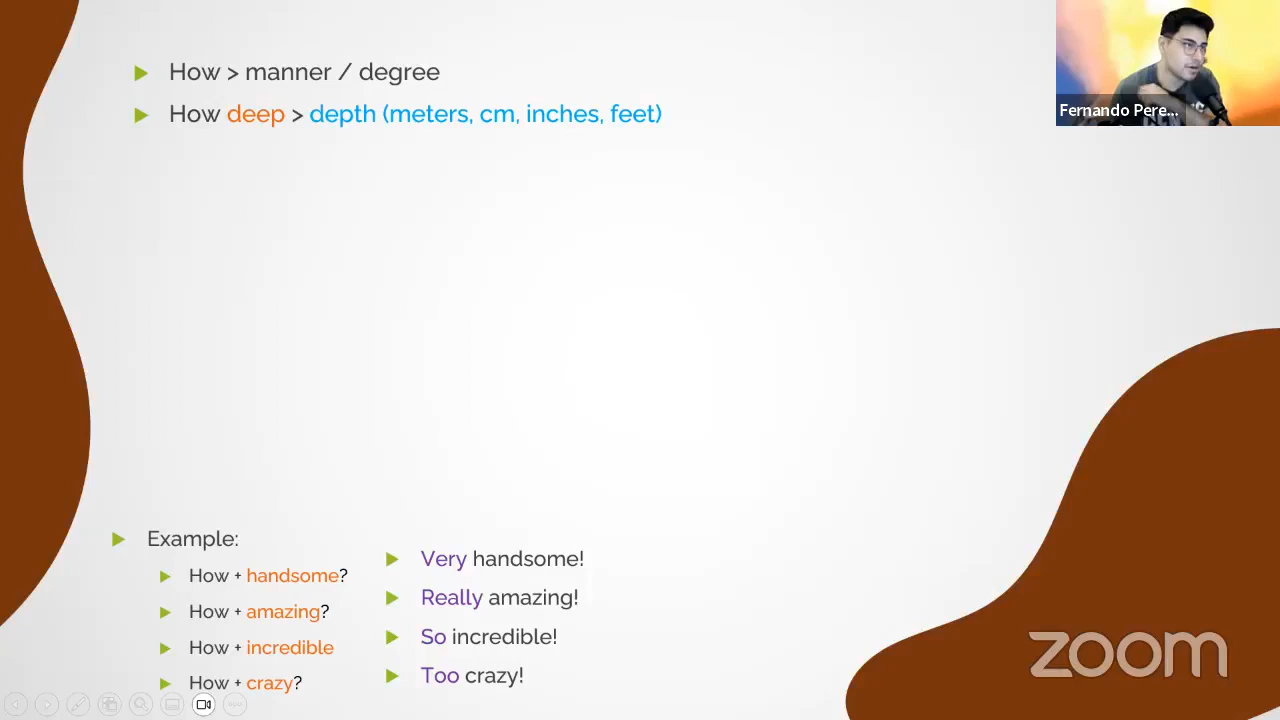 How > manner / degree
How deep > depth (meters, cm, inches, feet)
Fernando Pere...
Example:
How + handsome?
How + amazing?
How + incredible
How + crazy?
Very handsome!
Really amazing!
So incredible!
Too crazy!
zoom